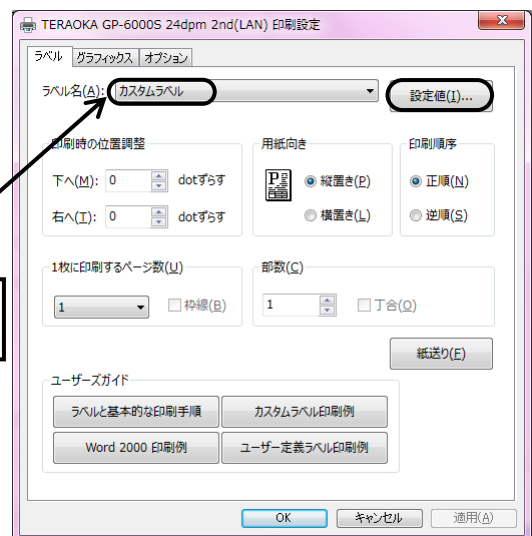 TERAOKA GP-6000S 24dpm 2nd(LAN) 印刷設定
ラベル グラフィックス オプション
ラベル名(A): カスタムラベル 設定値(I)...
印刷時の位置調整 用紙向き 印刷順序
下へ(M): 0 dotずらす 縦置き(P) 正順(N)
右へ(T): 0 dotずらす 横置き(L) 逆順(S)
1枚に印刷するページ数(U) 部数(C)
1 枠線(B) 1 丁合(O)
紙送り(F)
ユーザーズガイド
ラベルと基本的な印刷手順 カスタムラベル印刷例
Word 2000 印刷例 ユーザー定義ラベル印刷例
OK キャンセル 適用(A)